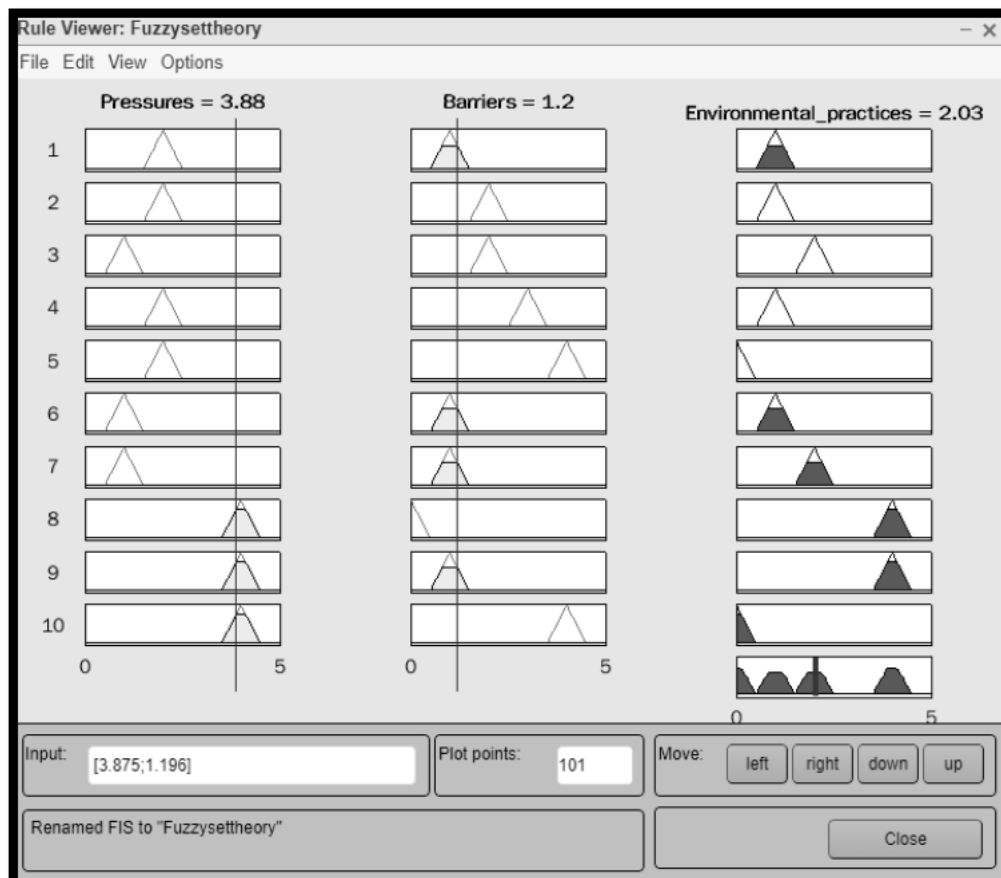 Rule Viewer: Fuzzysettheory
File Edit View Options
Pressures = 3.88
Barriers = 1.2
Environmental_practices = 2.03
1
2
3
4
5
6
7
8
9
10
0 5
0 5
0 5
Input:
[3.875;1.196]
Plot points:
101
Move:
left right down up
Renamed FIS to "Fuzzysettheory"
Close